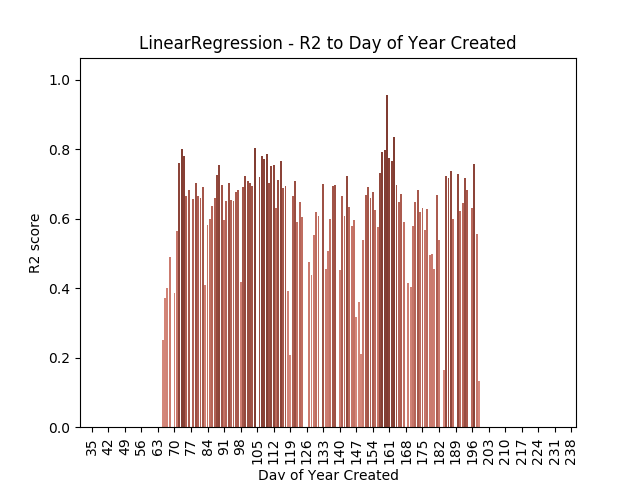 LinearRegression - R2 to Day of Year Created
1.0
0.8
0.6
0.4
0.2
0.0
R2 score
35 42 49 56 63 70 77 84 91 98 105 112 119 126 133 140 147 154 161 168 175 182 189 196 203 210 217 224 231 238
Day of Year Created